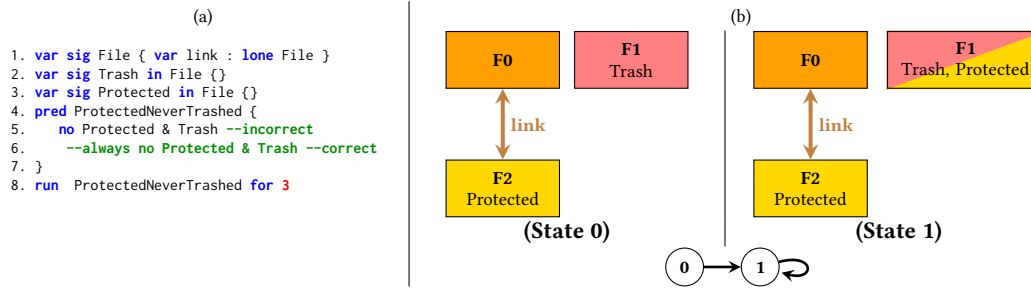 (a)
1. var sig File { var link : lone File }
2. var sig Trash in File {}
3. var sig Protected in File {}
4. pred ProtectedNeverTrashed {
5. no Protected & Trash --incorrect
6. --always no Protected & Trash --correct
7. }
8. run ProtectedNeverTrashed for 3
(b)
F0
F1
Trash
link
F2
Protected
(State 0)
F0
F1
Trash, Protected
link
F2
Protected
(State 1)
0
1